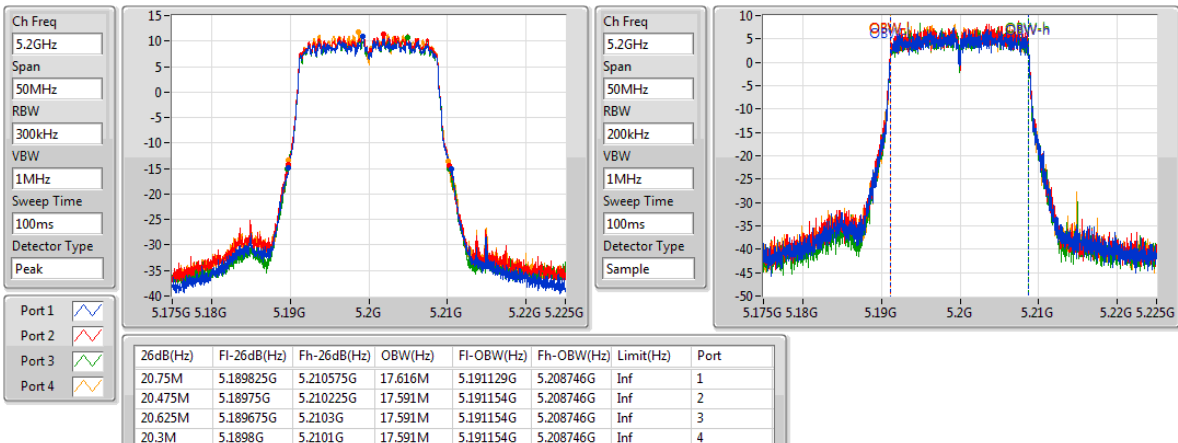 Ch Freq
5.2GHz
Span
50MHz
RBW
300kHz
VBW
1MHz
Sweep Time
100ms
Detector Type
Peak
Port 1
Port 2
Port 3
Port 4
15
10
5
0
-5
-10
-15
-20
-25
-30
-35
-40
5.175G 5.18G 5.19G 5.2G 5.21G 5.22G 5.225G
Ch Freq
5.2GHz
Span
50MHz
RBW
200kHz
VBW
1MHz
Sweep Time
100ms
Detector Type
Sample
10
5
0
-5
-10
-15
-20
-25
-30
-35
-40
-45
-50
OBW-h
5.175G 5.18G 5.19G 5.2G 5.21G 5.22G 5.225G
26dB(Hz) Fl-26dB(Hz) Fh-26dB(Hz) OBW(Hz) Fl-OBW(Hz) Fh-OBW(Hz) Limit(Hz) Port
20.75M 5.189825G 5.210575G 17.616M 5.191129G 5.208746G Inf 1
20.475M 5.18975G 5.210225G 17.591M 5.191154G 5.208746G Inf 2
20.625M 5.189675G 5.2103G 17.591M 5.191154G 5.208746G Inf 3
20.3M 5.1898G 5.2101G 17.591M 5.191154G 5.208746G Inf 4